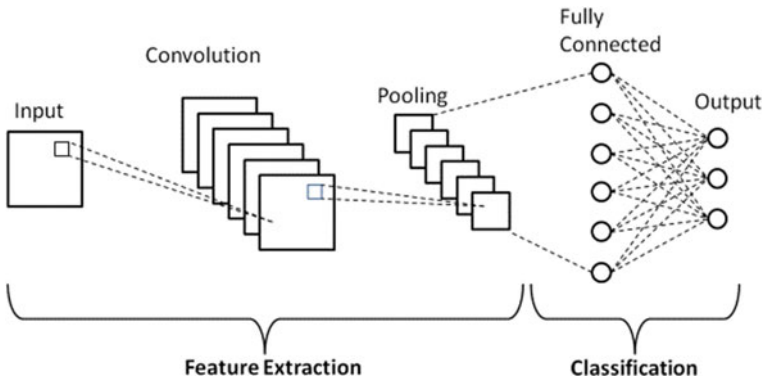 Input
Convolution
Pooling
Fully
Connected
Output
Feature Extraction
Classification